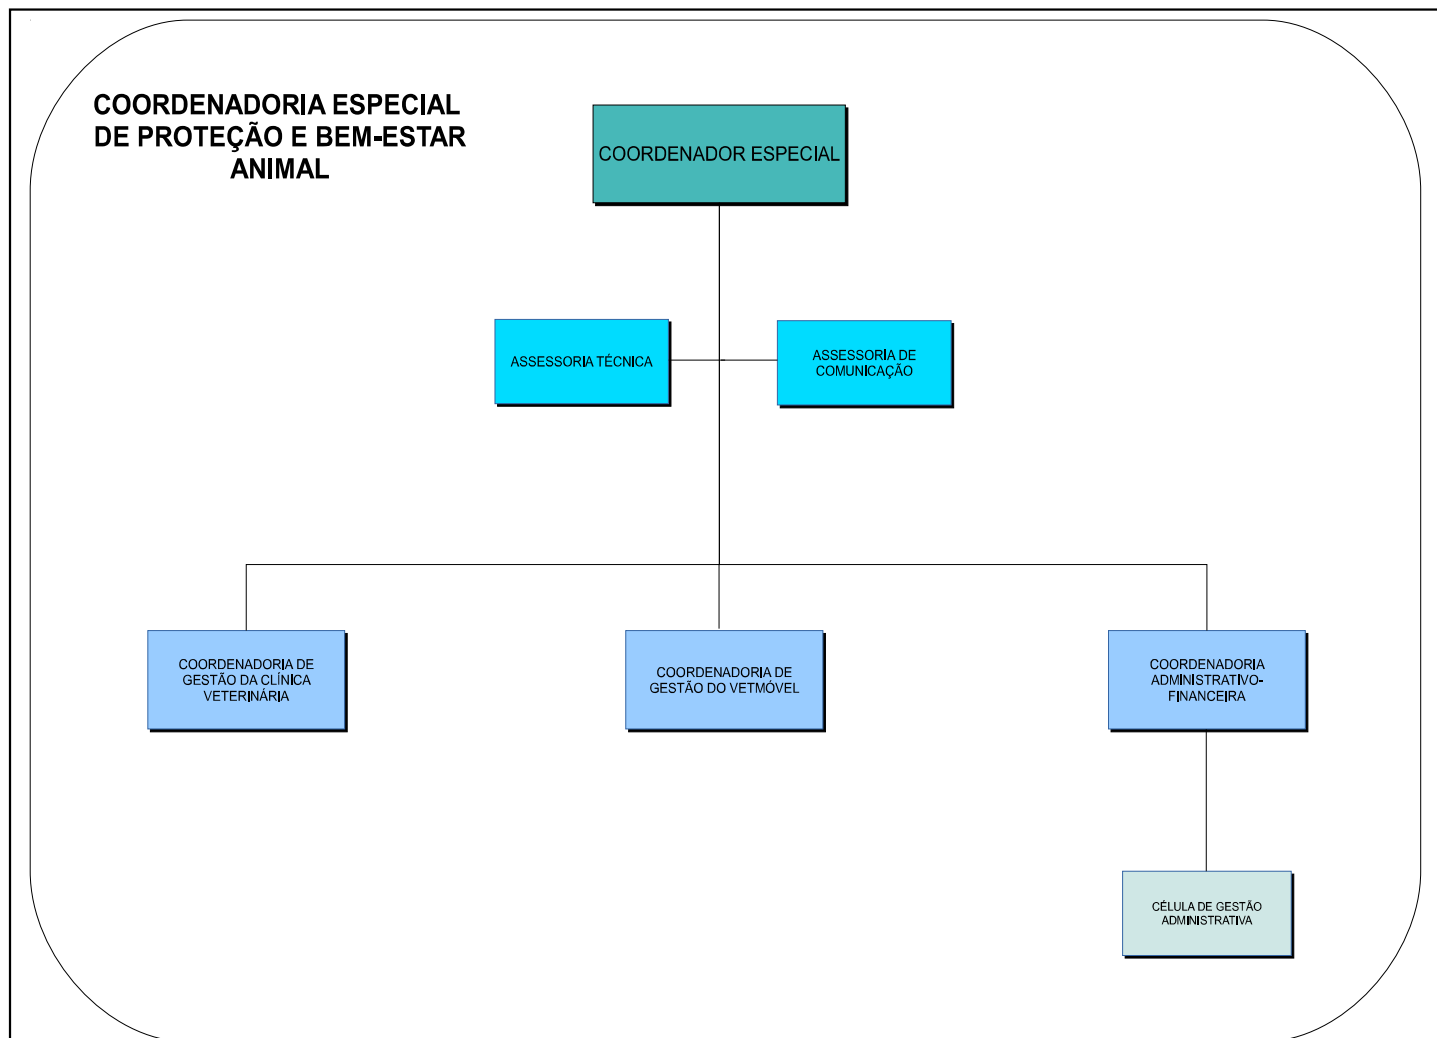 COORDENADORIA ESPECIAL
DE PROTEÇÃO E BEM-ESTAR
ANIMAL
COORDENADOR ESPECIAL
ASSESSORIA TÉCNICA
ASSESSORIA DE
COMUNICAÇÃO
COORDENADORIA DE
GESTÃO DA CLÍNICA
VETERINÁRIA
COORDENADORIA DE
GESTÃO DO VETMÓVEL
COORDENADORIA
ADMINISTRATIVO-
FINANCEIRA
CÉLULA DE GESTÃO
ADMINISTRATIVA